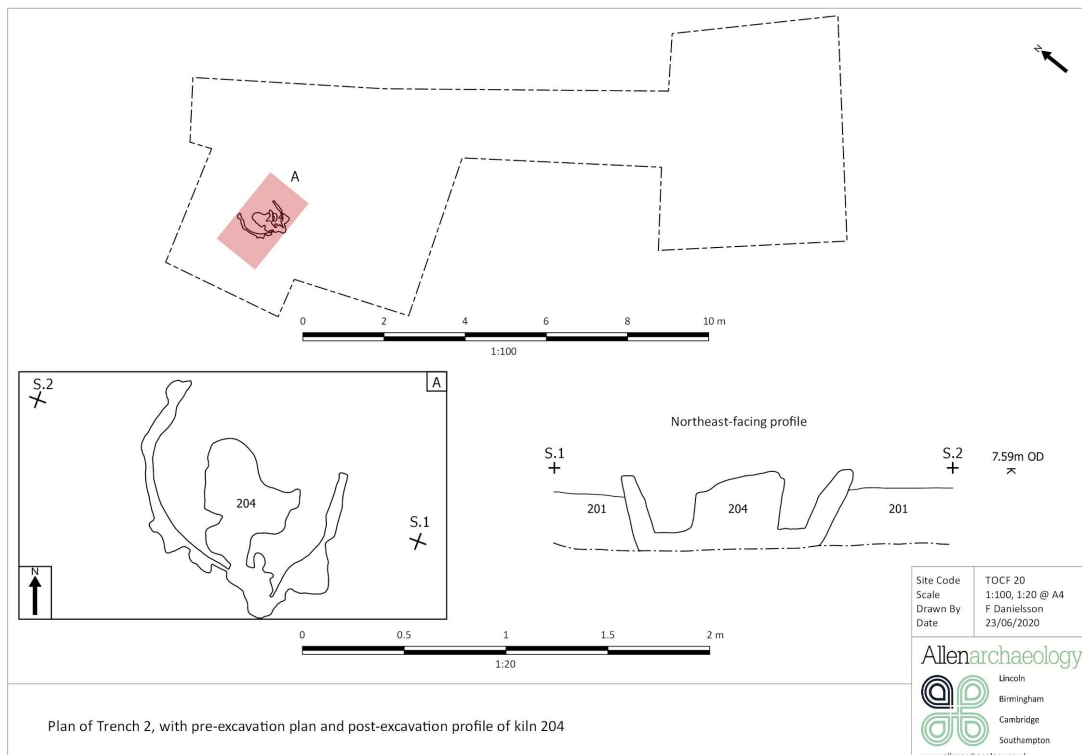 N
A
204
0 2 4 6 8 10 m
1:100
S.2
A
204
S.1
N
Northeast-facing profile
S.1
S.2
7.59m OD
201
204
201
0 0.5 1 1.5 2 m
1:20
Site Code TOCF 20
Scale 1:100, 1:20 @ A4
Drawn By F Danielsson
Date 23/06/2020
Allenarchaeology
Lincoln
Birmingham
Cambridge
Southampton
Plan of Trench 2, with pre-excavation plan and post-excavation profile of kiln 204